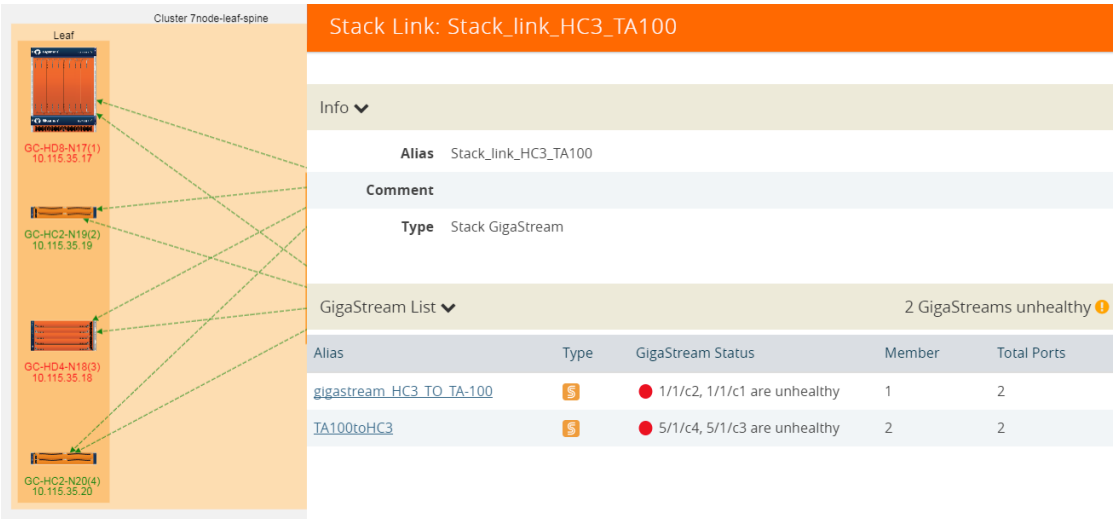 Cluster 7node-leaf-spine
Leaf
GC-HD8-N17(1)
10.115.35.17
GC-HC2-N19(2)
10.115.35.19
GC-HD4-N18(3)
10.115.35.18
GC-HC2-N20(4)
10.115.35.20
Stack Link: Stack_link_HC3_TA100
Info
Alias Stack_link_HC3_TA100
Comment
Type Stack GigaStream
GigaStream List 2 GigaStreams unhealthy
Alias Type GigaStream Status Member Total Ports
gigastream_HC3_TO_TA-100 S 1/1/c2, 1/1/c1 are unhealthy 1 2
TA100toHC3 S 5/1/c4, 5/1/c3 are unhealthy 2 2